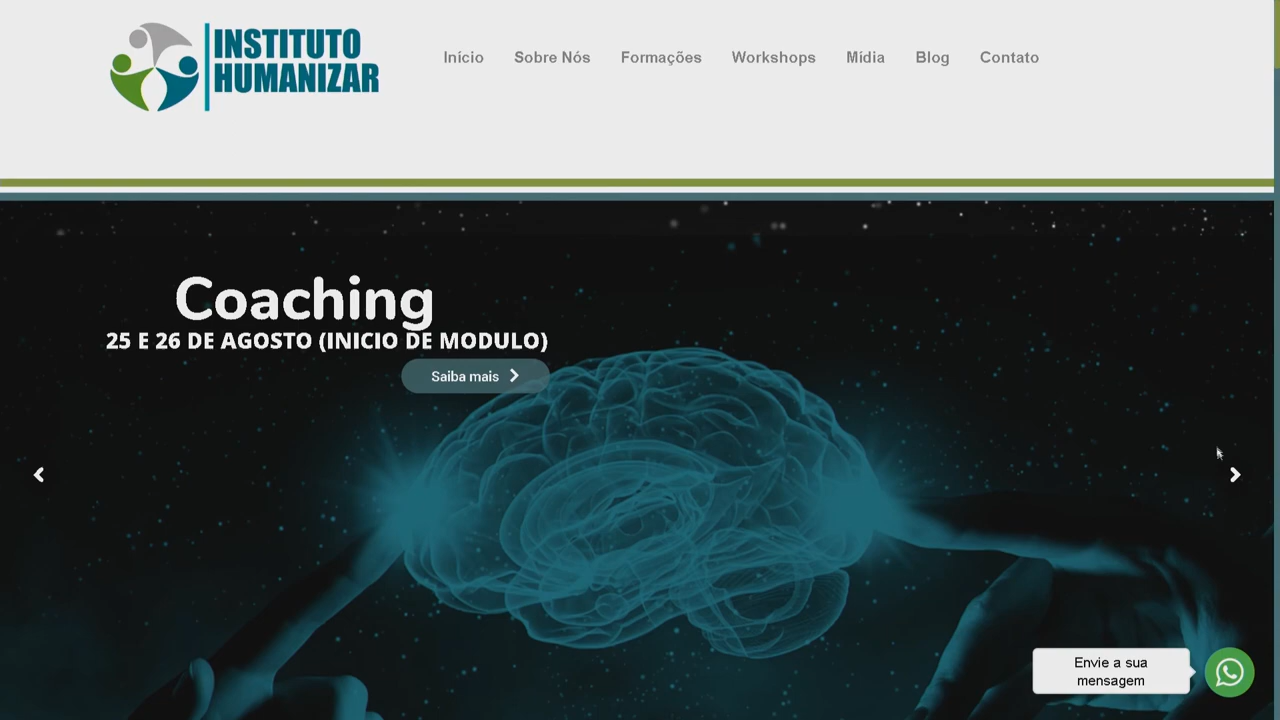 INSTITUTO
HUMANIZAR
Início Sobre Nós Formações Workshops Mídia Blog Contato
Coaching
25 E 26 DE AGOSTO (INICIO DE MODULO)
Saiba mais
Envie a sua
mensagem